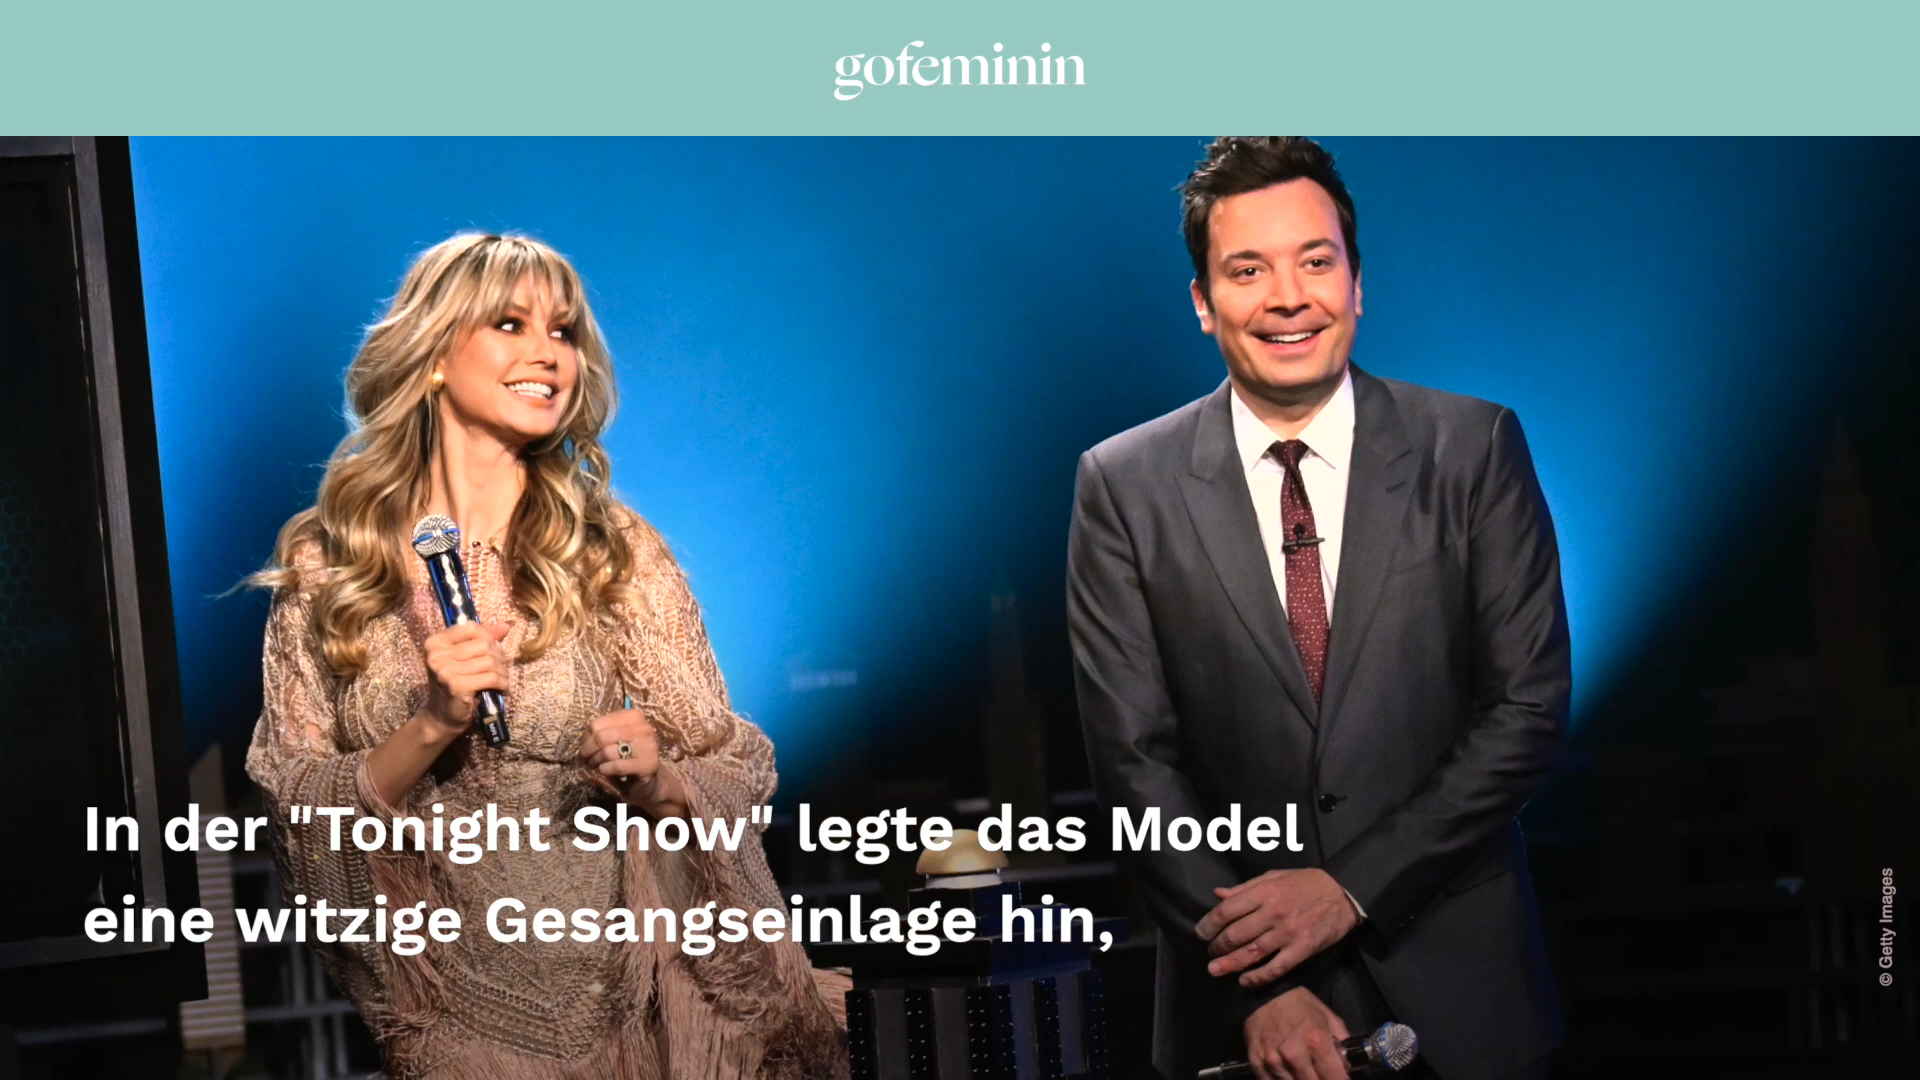 gofeminin
In der "Tonight Show" legte das Model
eine witzige Gesangseinlage hin,
© Getty Images